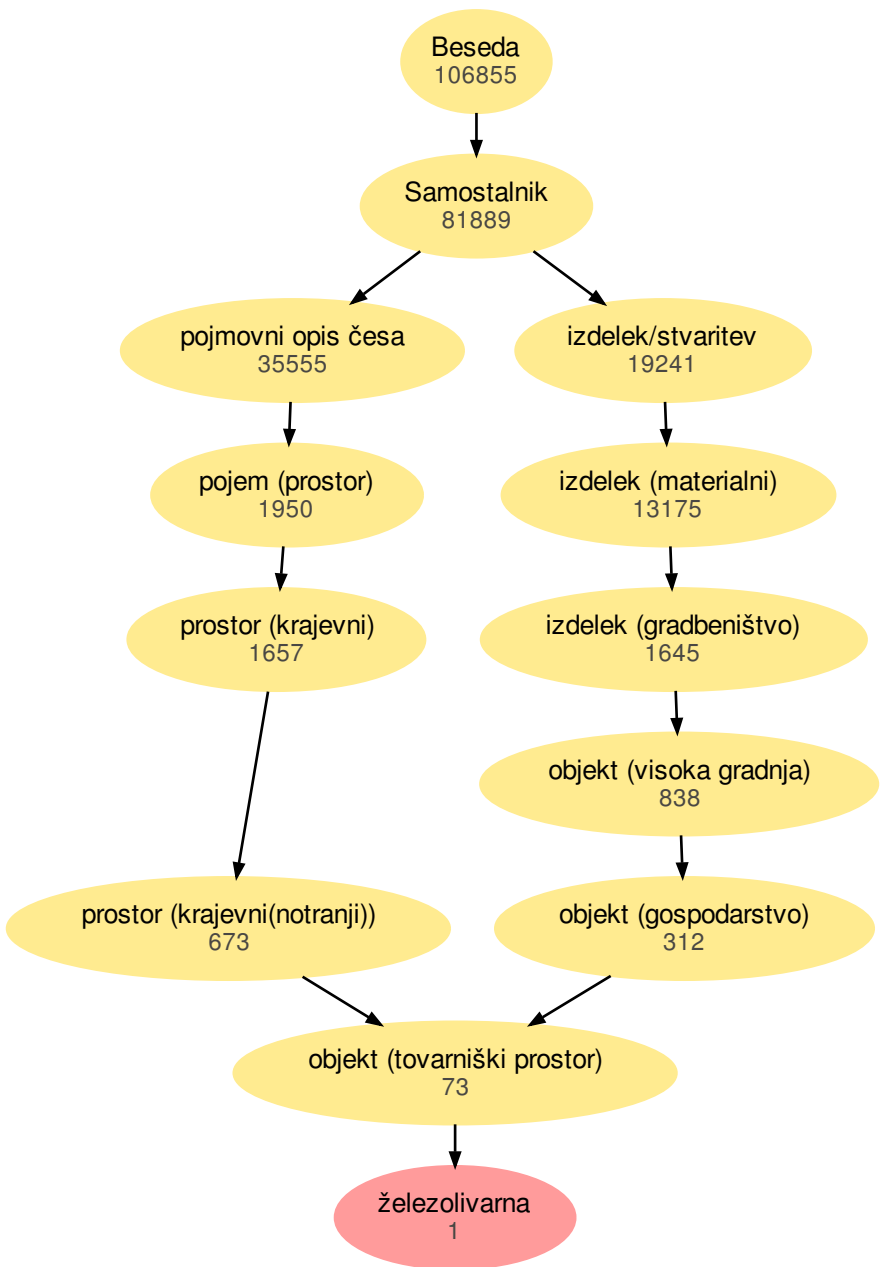 Beseda
106855
Samostalnik
81889
pojmovni opis česa
35555
izdelek/stvaritev
19241
pojem (prostor)
1950
izdelek (materialni)
13175
prostor (krajevni)
1657
izdelek (gradbeništvo)
1645
objekt (visoka gradnja)
838
prostor (krajevni(notranji))
673
objekt (gospodarstvo)
312
objekt (tovarniški prostor)
73
železolivarna
1